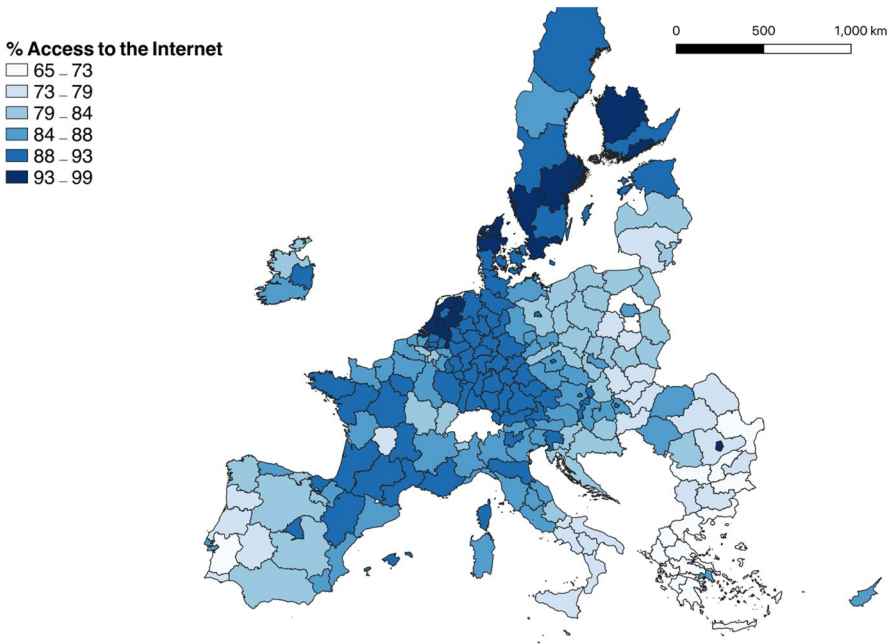 0 500 1,000 km
% Access to the Internet
65 – 73
73 – 79
79 – 84
84 – 88
88 – 93
93 – 99